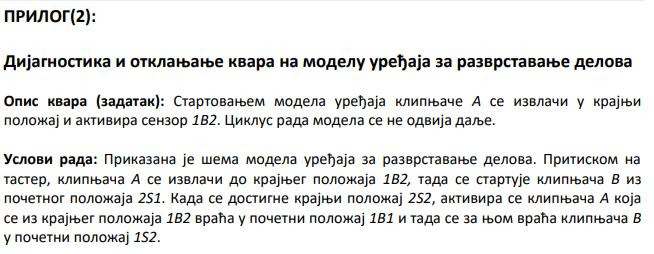 ПРИЛОГ(2):
Дијагностика и отклањање квара на моделу уређаја за разврставање делова
Опис квара (задатак): Стартовањем модела уређаја клипњаче A се извлачи у крајњи
положај и активира сензор 1B2. Циклус рада модела се не одвија даље.
Услови рада: Приказана је шема модела уређаја за разврставање делова. Притиском на
тастер, клипњача A се извлачи до крајњег положаја 1B2, тада се стартује клипњача B из
почетног положаја 2S1. Када се достигне крајњи положај 2S2, активира се клипњача A која
се из крајњег положаја 1B2 враћа у почетни положај 1B1 и тада се за њом враћа клипњача B
у почетни положај 1S2.